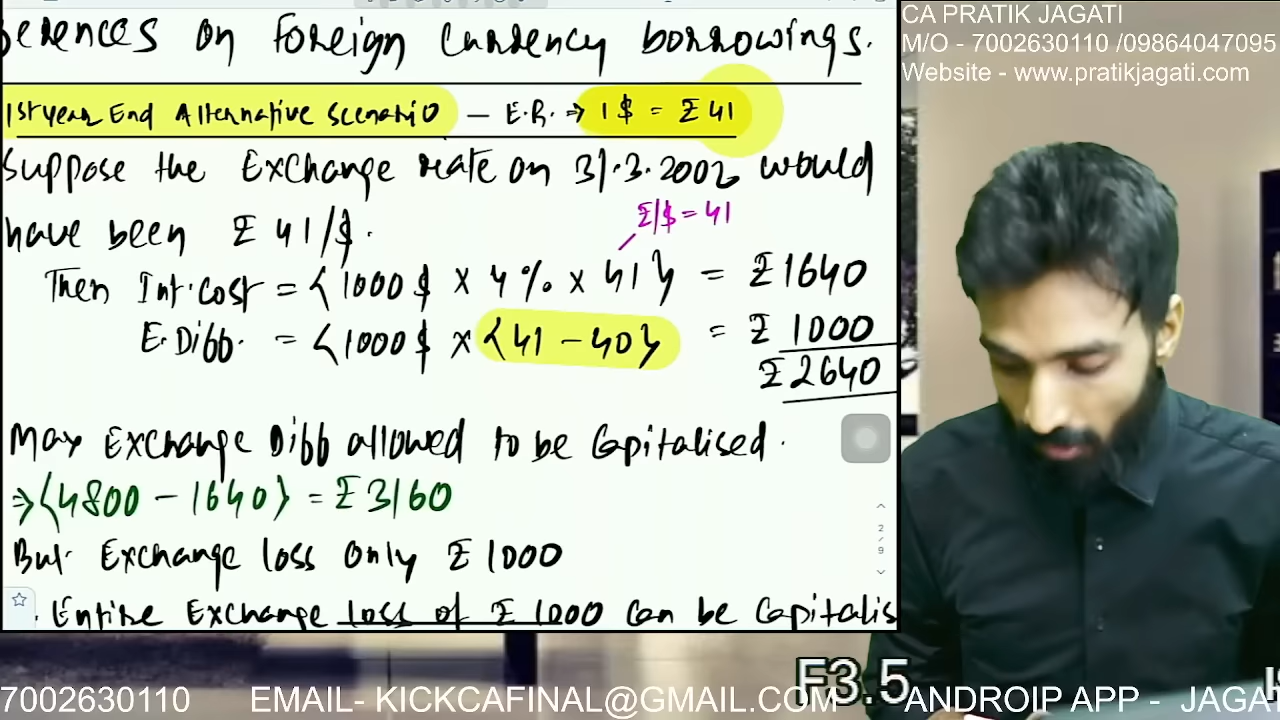 erences on foreign currency borrowings.
1st year End Alternative Scenario — E.R. ⇒ 1$ = ₹41
Suppose the Exchange rate on 31.3.2002 would
have been ₹ 41/$.
₹/$ = 41
Then Int. cost = {1000 $ × 4% × 41} = ₹1640
E. Diff. = {1000 $ × {41 – 40} = ₹ 1000
₹2640
Max Exchange Diff allowed to be Capitalised.
⇒ {4800 – 1640} = ₹3160
But Exchange loss Only ₹ 1000
. Entire Exchange loss of ₹ 1000 can be Capitalis
2/9
CA PRATIK JAGATI
M/O - 7002630110 /09864047095
Website - www.pratikjagati.com
F3.5
7002630110 EMAIL- KICKCAFINAL@GMAIL.COM ANDROIP APP - JAGA